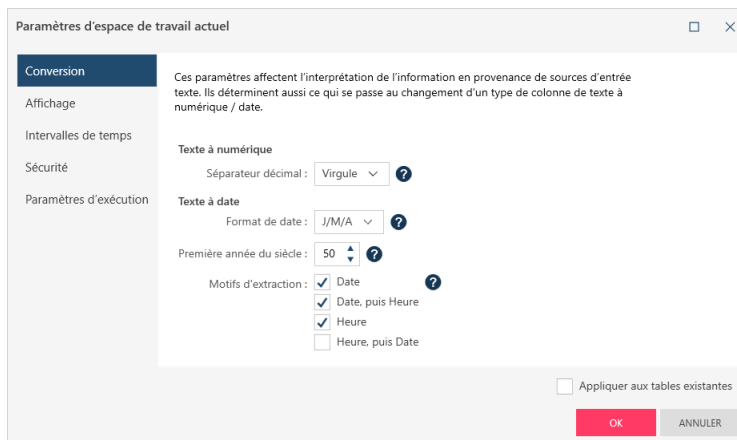 Paramètres d'espace de travail actuel
Conversion
Affichage
Intervalles de temps
Sécurité
Paramètres d'exécution
Ces paramètres affectent l'interprétation de l'information en provenance de sources d'entrée
texte. Ils déterminent aussi ce qui se passe au changement d'un type de colonne de texte à
numérique / date.
Texte à numérique
Séparateur décimal : Virgule ?
Texte à date
Format de date : J/M/A ?
Première année du siècle : 50 ?
Motifs d'extraction : Date ?
Date, puis Heure
Heure
Heure, puis Date
Appliquer aux tables existantes
OK ANNULER